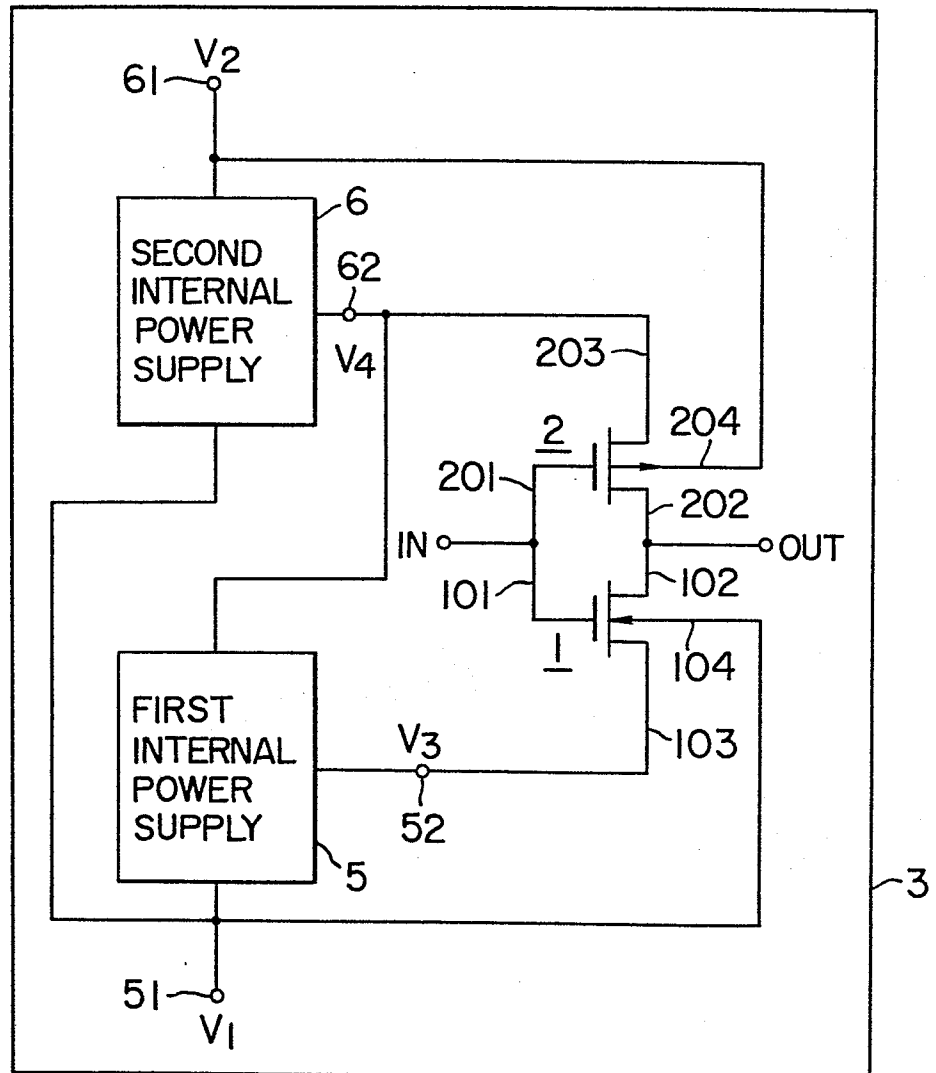 V2
61
6
SECOND
INTERNAL
POWER
SUPPLY
62
V4
203
2
204
201
202
IN
OUT
101
102
1
104
FIRST
INTERNAL
POWER
SUPPLY
V3
103
52
5
3
51
V1